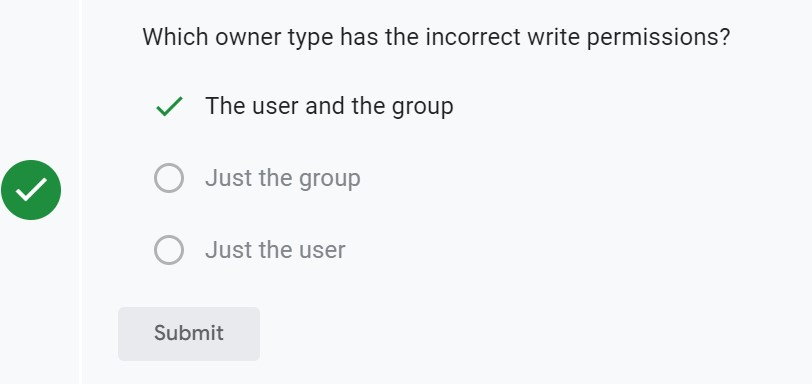 Which owner type has the incorrect write permissions?
The user and the group
Just the group
Just the user
Submit